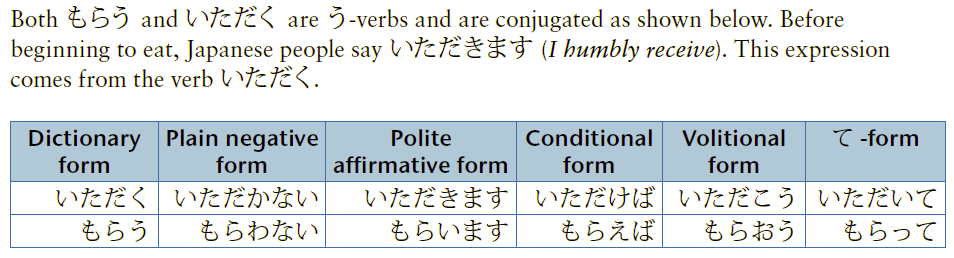 Both もらう and いただく are う-verbs and are conjugated as shown below. Before
beginning to eat, Japanese people say いただきます (I humbly receive). This expression
comes from the verb いただく.
Dictionary form Plain negative form Polite affirmative form Conditional form Volitional form て -form
いただく いただかない いただきます いただけば いただこう いただいて
もらう もらわない もらいます もらえば もらおう もらって